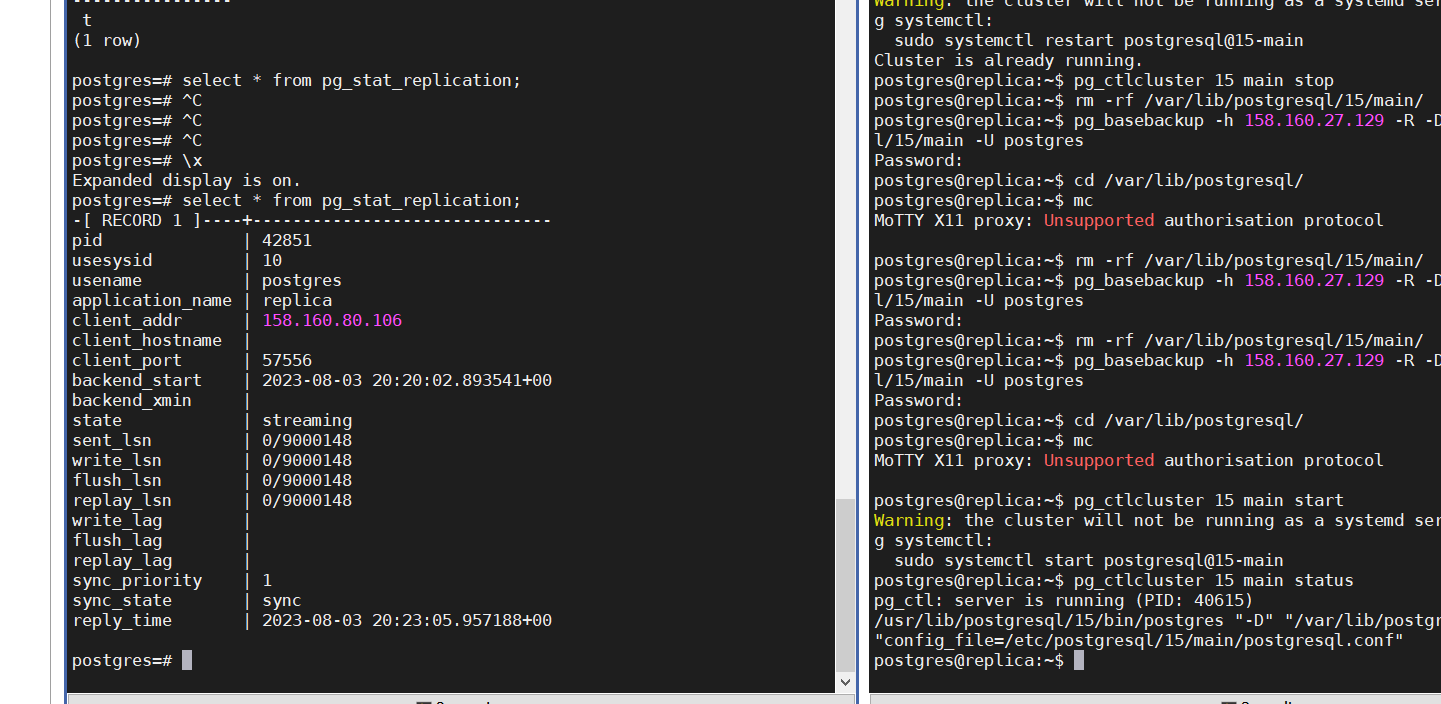 t
(1 row)

postgres=# select * from pg_stat_replication;
postgres=# ^C
postgres=# ^C
postgres=# ^C
postgres=# \x
Expanded display is on.
postgres=# select * from pg_stat_replication;
-[ RECORD 1 ]----+------------------------------
pid              | 42851
usesysid         | 10
usename          | postgres
application_name | replica
client_addr      | 158.160.80.106
client_hostname  |
client_port      | 57556
backend_start    | 2023-08-03 20:20:02.893541+00
backend_xmin     |
state            | streaming
sent_lsn         | 0/9000148
write_lsn        | 0/9000148
flush_lsn        | 0/9000148
replay_lsn       | 0/9000148
write_lag        |
flush_lag        |
replay_lag       |
sync_priority    | 1
sync_state       | sync
reply_time       | 2023-08-03 20:23:05.957188+00

postgres=#
Warning: the cluster will not be running as a systemd ser
g systemctl:
  sudo systemctl restart postgresql@15-main
Cluster is already running.
postgres@replica:~$ pg_ctlcluster 15 main stop
postgres@replica:~$ rm -rf /var/lib/postgresql/15/main/
postgres@replica:~$ pg_basebackup -h 158.160.27.129 -R -D
l/15/main -U postgres
Password:
postgres@replica:~$ cd /var/lib/postgresql/
postgres@replica:~$ mc
MoTTY X11 proxy: Unsupported authorisation protocol

postgres@replica:~$ rm -rf /var/lib/postgresql/15/main/
postgres@replica:~$ pg_basebackup -h 158.160.27.129 -R -D
l/15/main -U postgres
Password:
postgres@replica:~$ rm -rf /var/lib/postgresql/15/main/
postgres@replica:~$ pg_basebackup -h 158.160.27.129 -R -D
l/15/main -U postgres
Password:
postgres@replica:~$ cd /var/lib/postgresql/
postgres@replica:~$ mc
MoTTY X11 proxy: Unsupported authorisation protocol

postgres@replica:~$ pg_ctlcluster 15 main start
Warning: the cluster will not be running as a systemd ser
g systemctl:
  sudo systemctl start postgresql@15-main
postgres@replica:~$ pg_ctlcluster 15 main status
pg_ctl: server is running (PID: 40615)
/usr/lib/postgresql/15/bin/postgres "-D" "/var/lib/postgr
"config_file=/etc/postgresql/15/main/postgresql.conf"
postgres@replica:~$